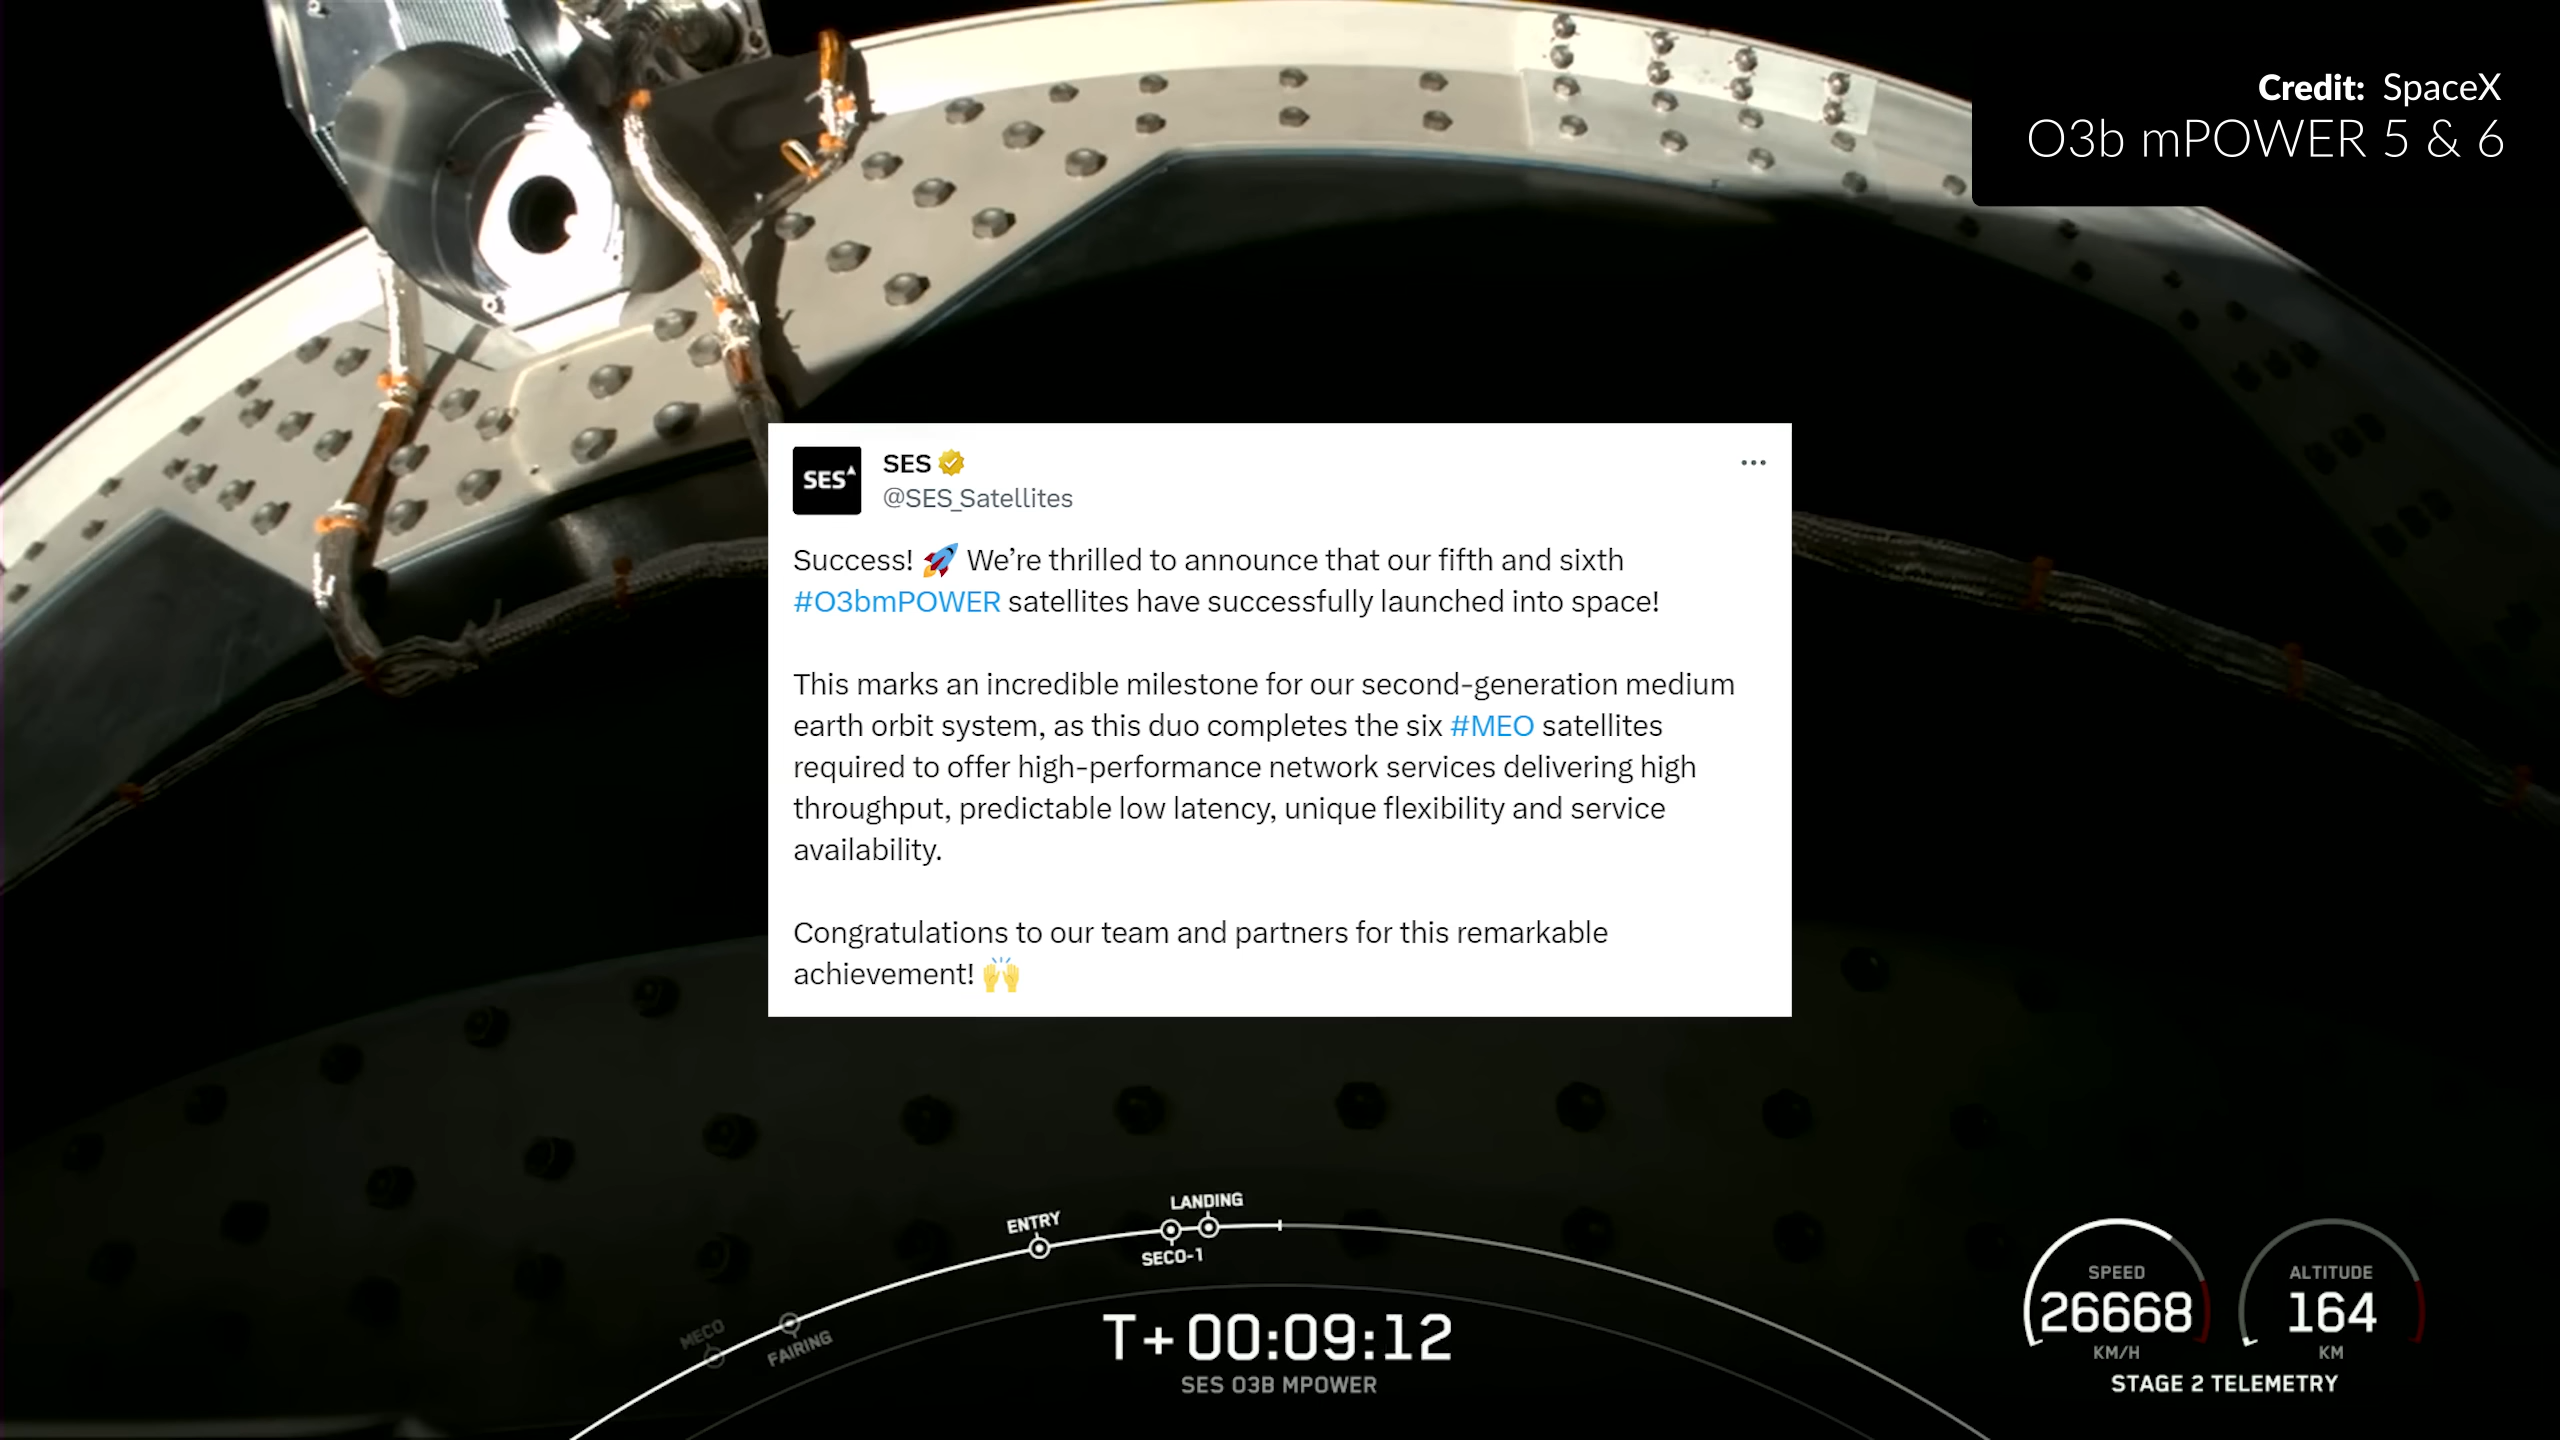 Credit: SpaceX
O3b mPOWER 5 & 6
SES
SES
@SES_Satellites
Success! 🚀 We’re thrilled to announce that our fifth and sixth
#O3bmPOWER satellites have successfully launched into space!
This marks an incredible milestone for our second-generation medium
earth orbit system, as this duo completes the six #MEO satellites
required to offer high-performance network services delivering high
throughput, predictable low latency, unique flexibility and service
availability.
Congratulations to our team and partners for this remarkable
achievement! 🙌
MECO
FAIRING
ENTRY
SECO-1
LANDING
T+00:09:12
SES O3B MPOWER
SPEED
26668
KM/H
ALTITUDE
164
KM
STAGE 2 TELEMETRY